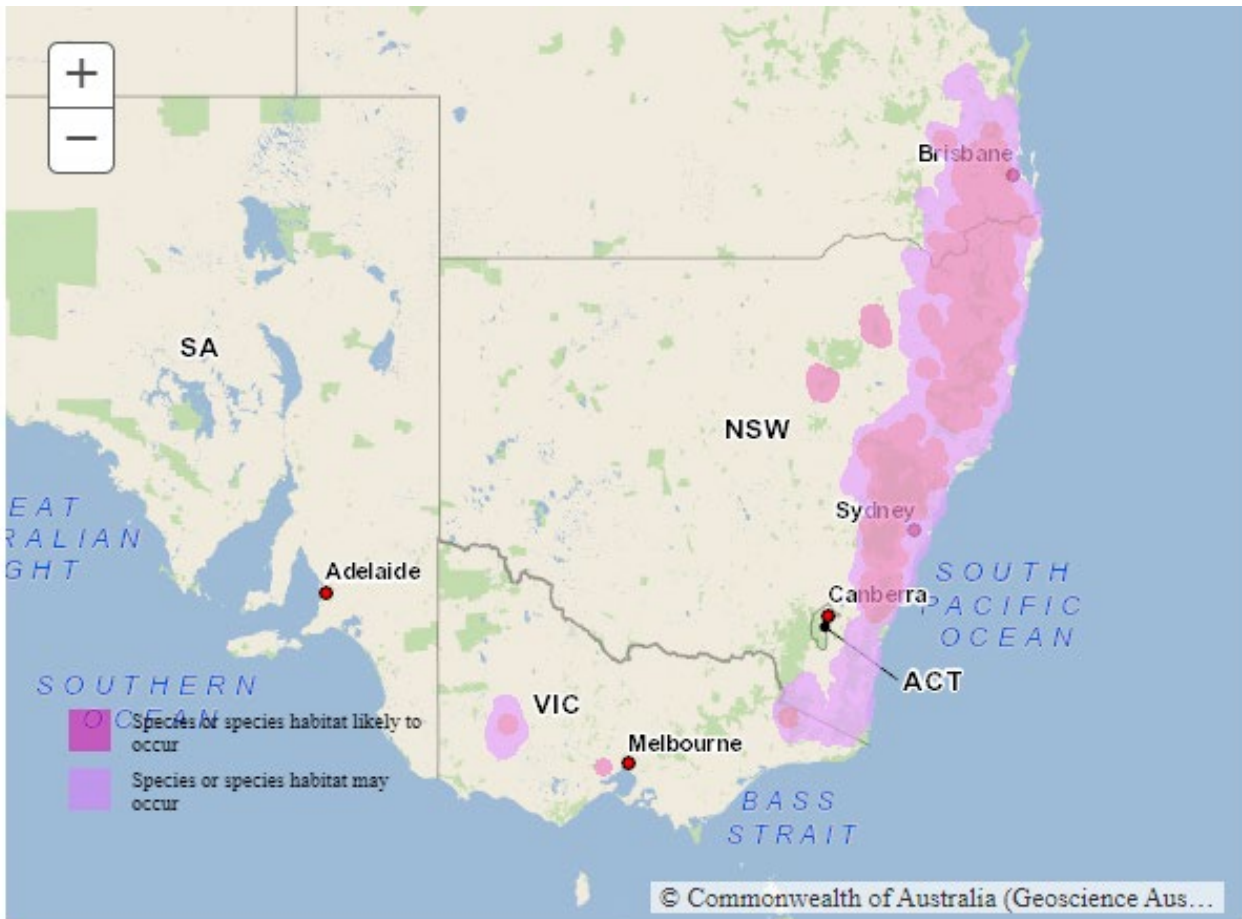 +
−
Brisbane
SA
NSW
Sydney
EAT
RALIAN
GHT
Adelaide
SOUTH
PACIFIC
OCEAN
Canberra
ACT
SOUTHERN
OCEAN
VIC
Melbourne
Species or species habitat likely to
occur
Species or species habitat may
occur
BASS
STRAIT
© Commonwealth of Australia (Geoscience Aus...